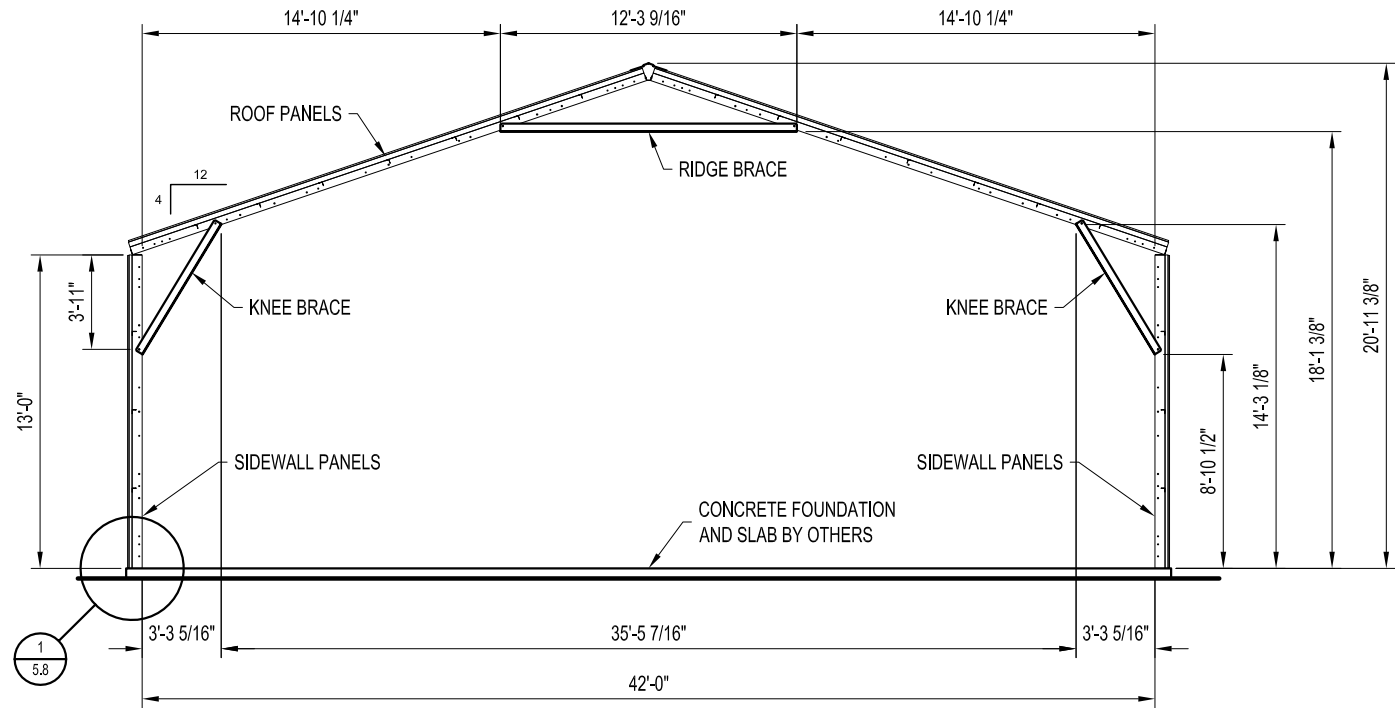 14'-10 1/4"
12'-3 9/16"
14'-10 1/4"
ROOF PANELS
RIDGE BRACE
12
4
KNEE BRACE
KNEE BRACE
3'-11"
13'-0"
20'-11 3/8"
18'-1 3/8"
14'-3 1/8"
8'-10 1/2"
SIDEWALL PANELS
SIDEWALL PANELS
CONCRETE FOUNDATION
AND SLAB BY OTHERS
1
5.8
3'-3 5/16"
35'-5 7/16"
3'-3 5/16"
42'-0"